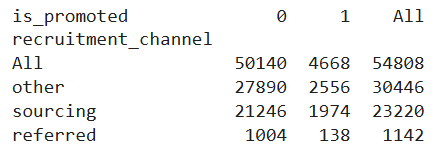 is_promoted 0 1 All
recruitment_channel
All 50140 4668 54808
other 27890 2556 30446
sourcing 21246 1974 23220
referred 1004 138 1142